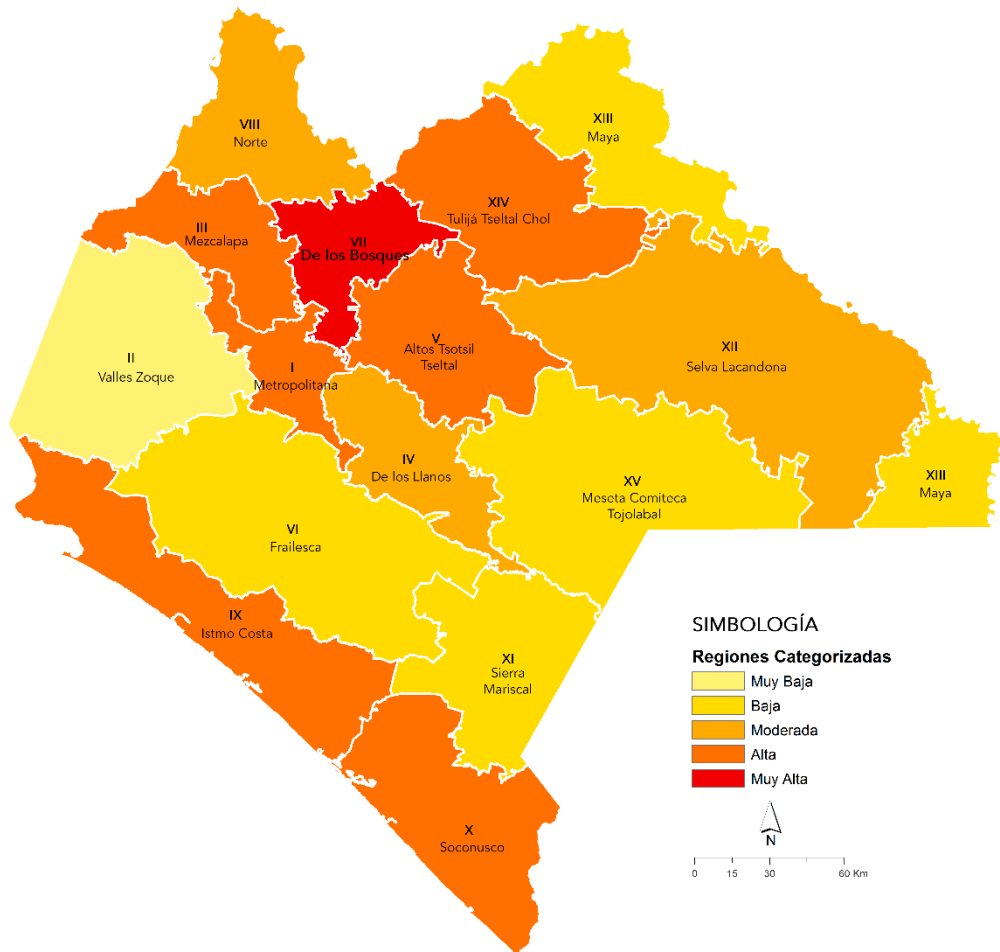 VIII
Norte
XIII
Maya
XIV
Tulijá Tseltal Chol
III
Mezcalapa
VII
De los Bosques
V
Altos Tsotsil
Tseltal
XII
Selva Lacandona
II
Valles Zoque
I
Metropolitana
IV
De los Llanos
XV
Meseta Comiteca
Tojolabal
XIII
Maya
VI
Frailesca
IX
Istmo Costa
XI
Sierra
Mariscal
X
Soconusco
SIMBOLOGÍA
Regiones Categorizadas
Muy Baja
Baja
Moderada
Alta
Muy Alta
N
0 15 30 60 Km